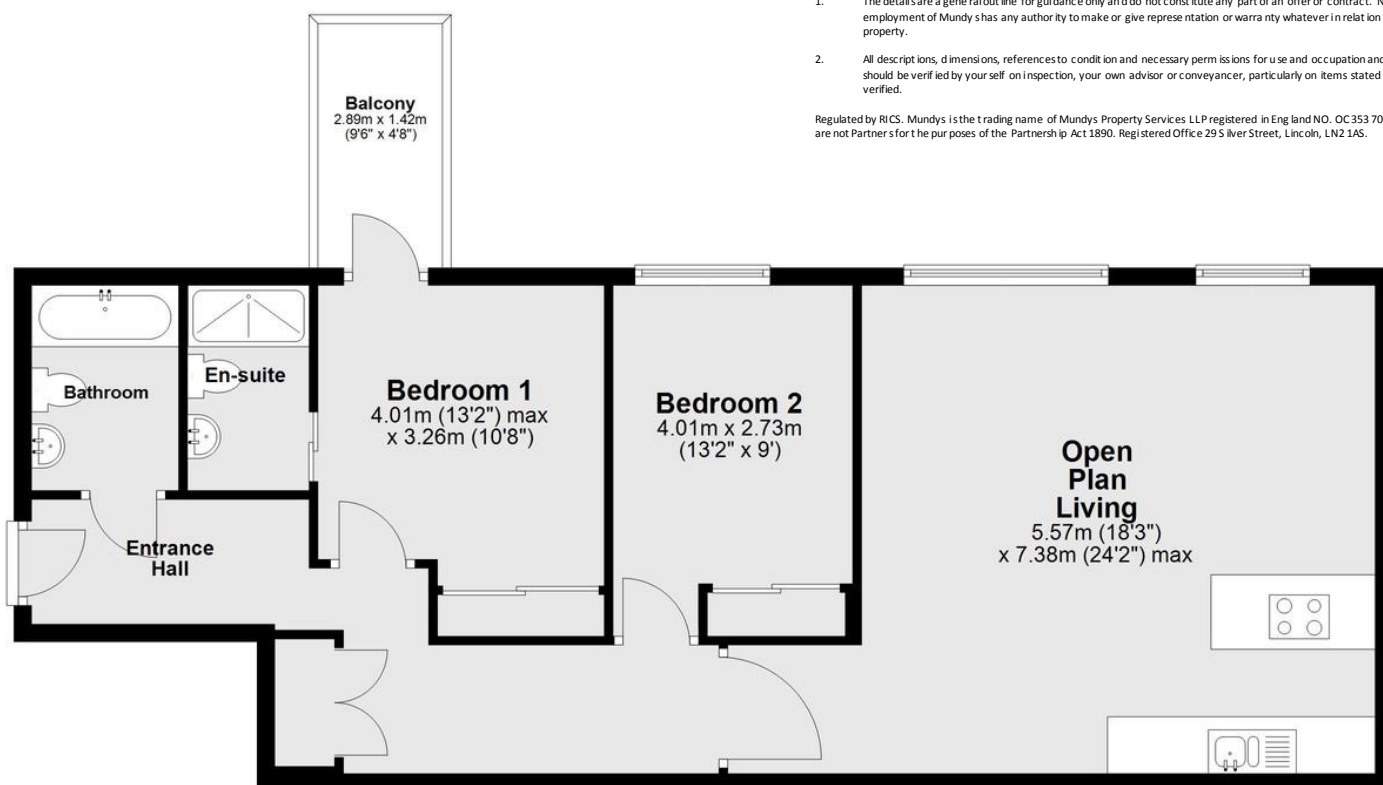 1. The details are a general outline for guidance only and do not constitute any part of an offer or contract. N
employment of Mundys has any authority to make or give representation or warranty whatever in relation
property.
2. All descriptions, dimensions, references to condition and necessary permissions for use and occupation and
should be verified by yourself on inspection, your own advisor or conveyancer, particularly on items stated
verified.
Regulated by RICS. Mundys is the trading name of Mundys Property Services LLP registered in England NO. OC 353 70
are not Partners for the purposes of the Partnership Act 1890. Registered Office 29 Silver Street, Lincoln, LN2 1AS.
Balcony
2.89m x 1.42m
(9'6" x 4'8")
Bathroom
En-suite
Bedroom 1
4.01m (13'2") max
x 3.26m (10'8")
Bedroom 2
4.01m x 2.73m
(13'2" x 9')
Open
Plan
Living
5.57m (18'3")
x 7.38m (24'2") max
Entrance
Hall